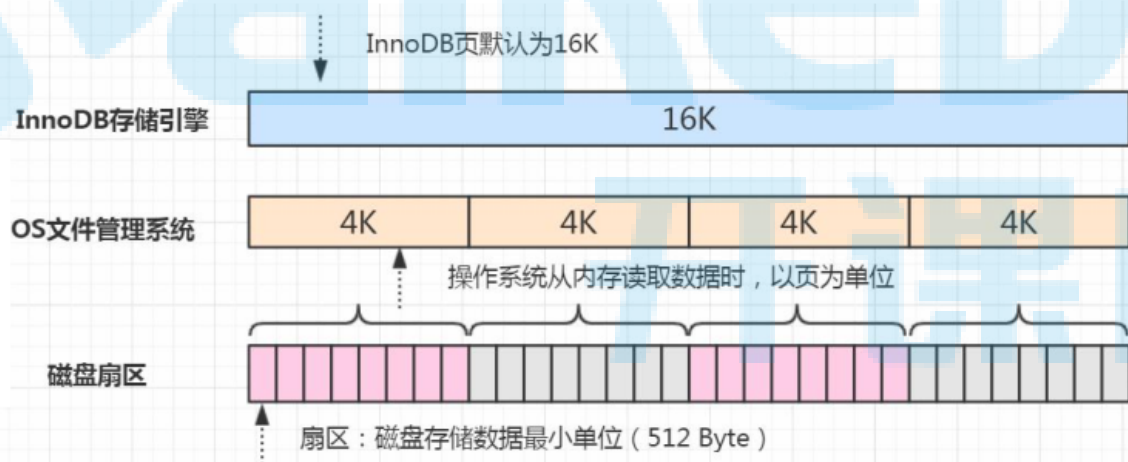 InnoDB页默认为16K
InnoDB存储引擎
16K
OS文件管理系统
4K
4K
4K
4K
操作系统从内存读取数据时，以页为单位
磁盘扇区
扇区：磁盘存储数据最小单位（512 Byte）